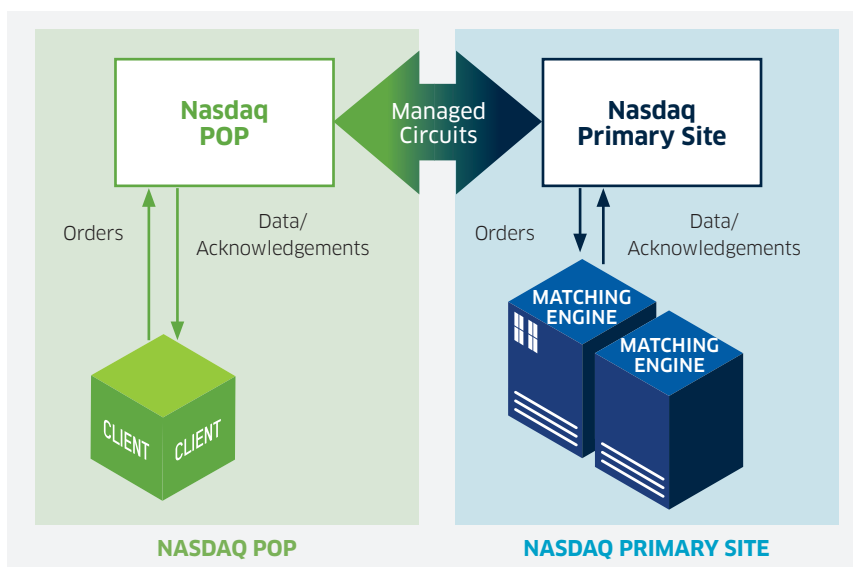 Nasdaq
POP
Managed
Circuits
Nasdaq
Primary Site
Orders
Data/
Acknowledgements
Orders
Data/
Acknowledgements
MATCHING
ENGINE
MATCHING
ENGINE
CLIENT
CLIENT
NASDAQ POP
NASDAQ PRIMARY SITE